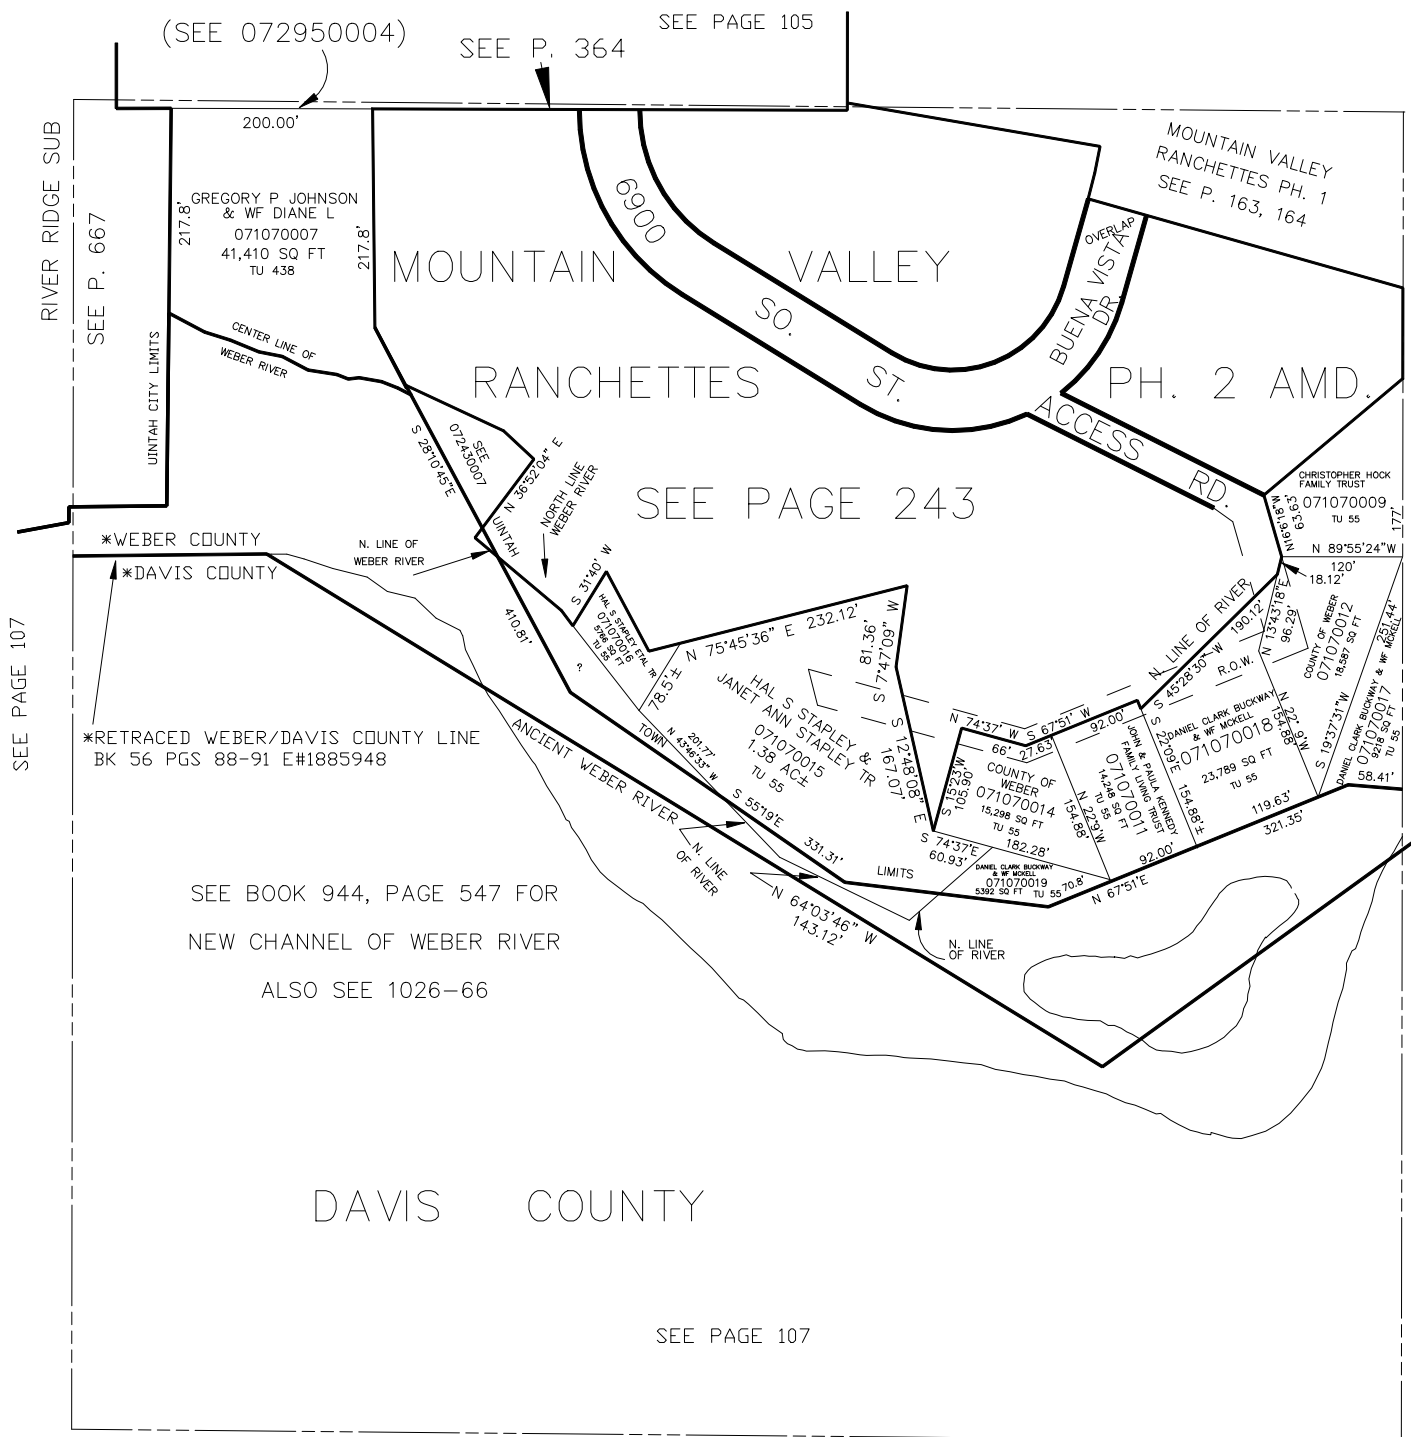 (SEE 072950004)
SEE P. 364
SEE PAGE 105
200.00'
RIVER RIDGE SUB
SEE P. 667
217.8'
GREGORY P JOHNSON
& WF DIANE L
071070007
41,410 SQ FT
TU 438
217.8'
UINTAH CITY LIMITS
CENTER LINE OF
WEBER RIVER
MOUNTAIN VALLEY
RANCHETTES PH. 2 AMD.
6900 SO. ST.
MOUNTAIN VALLEY
RANCHETTES PH. 1
SEE P. 163, 164
OVERLAP
BUENA VISTA
DR.
ACCESS RD.
SEE PAGE 243
S 28°10'45"E
SEE
072430007
N 36°52'04" E
NORTH LINE
WEBER RIVER
UINTAH
CHRISTOPHER HOCK
FAMILY TRUST
071070009
TU 55
177'
N16°6'18"W
63.63'
N 89°55'24"W
120'
18.12'
*WEBER COUNTY
*DAVIS COUNTY
N. LINE OF
WEBER RIVER
410.81'
S 31°40' W
HAL S STAPLEY ETAL TR
071070016
5766 SQ FT
TU 55
?.
N 75°45'36" E 232.12'
78.5'±
81.36'
S 7°47'09" W
HAL S STAPLEY &
JANET ANN STAPLEY TR
071070015
1.38 AC±
TU 55
S 12°48'08" E
167.07'
N. LINE OF RIVER
S 45°28'30" W 190.12'
N 13°43'18"E
96.29'
R.O.W.
COUNTY OF WEBER
071070012
18,587 SQ FT
251.44'
S 19°37'31"W
DANIEL CLARK BUCKWAY & WF MCKELL
071070017
9218 SQ FT
TU 55
58.41'
N 22°9'W
154.88'
DANIEL CLARK BUCKWAY
& WF MCKELL
071070018
23,789 SQ FT
TU 55
119.63'
321.35'
S 22°09'E 154.88'±
JOHN & PAULA KENNEDY
FAMILY LIVING TRUST
071070011
14,248 SQ FT
TU 55
92.00'
N 22°9'W
154.88'
N 74°37' W
66'
S 67°51' W
27.63'
92.00'
S 15°23'W
105.90'
COUNTY OF
WEBER
071070014
15,298 SQ FT
TU 55
182.28'
S 74°37'E
60.93'
DANIEL CLARK BUCKWAY
& WF MCKELL
071070019
5392 SQ FT TU 55
70.8'
N 67°51'E
SEE PAGE 107
*RETRACED WEBER/DAVIS COUNTY LINE
BK 56 PGS 88-91 E#1885948
ANCIENT WEBER RIVER
TOWN
201.77'
N 43°46'33" W
S 55°19'E
331.31'
LIMITS
N. LINE
OF RIVER
N 64°03'46" W
143.12'
N. LINE
OF RIVER
SEE BOOK 944, PAGE 547 FOR
NEW CHANNEL OF WEBER RIVER
ALSO SEE 1026-66
DAVIS COUNTY
SEE PAGE 107